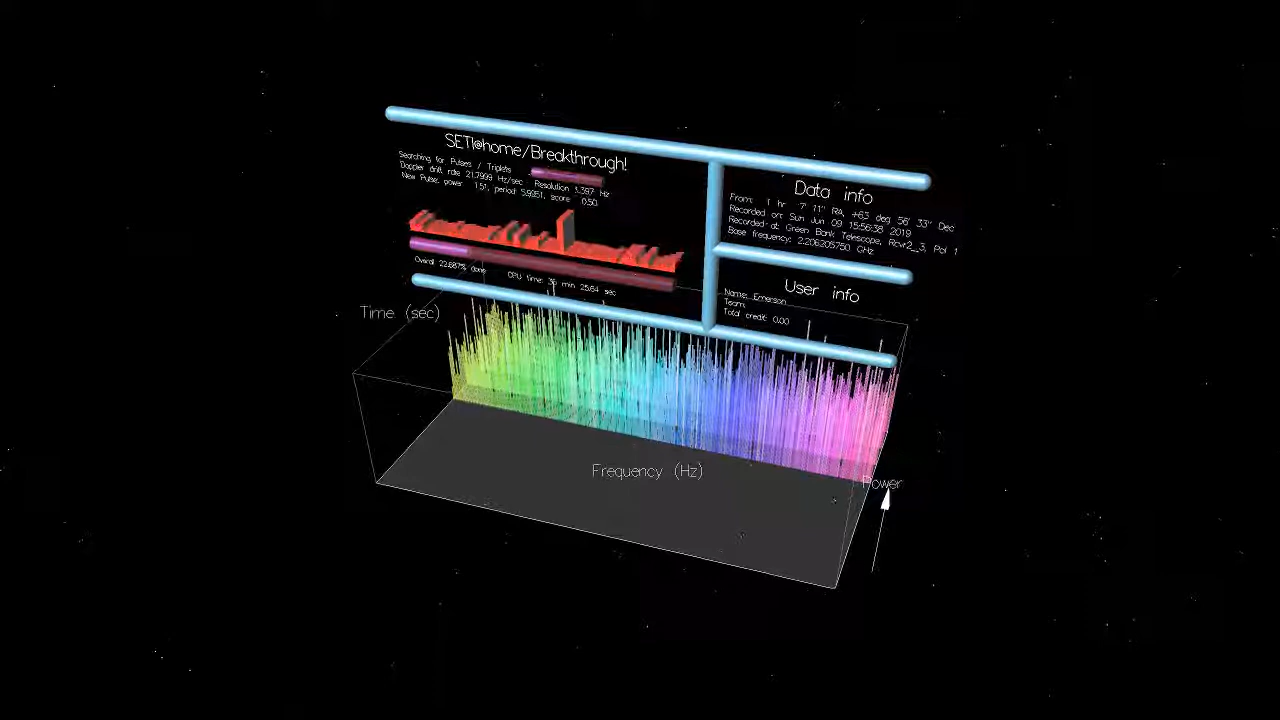 SETI@home/Breakthrough!
Searching for Pulses / Triplets
Doppler drift rate 21.7999 Hz/sec Resolution 3.397 Hz
New Pulse: power 1.51, period 5.9351, score 0.50
Overall 22.687% done CPU time: 36 min 25.64 sec
Data info
From: 1 hr 7' 11" RA, +63 deg 56' 33" Dec
Recorded on: Sun Jun 09 15:56:38 2019
Recorded at: Green Bank Telescope, Rcvr2_3, Pol 1
Base frequency: 2.206205750 GHz
User info
Name: Emerson
Team:
Total credit: 0.00
Time (sec)
Frequency (Hz)
Power